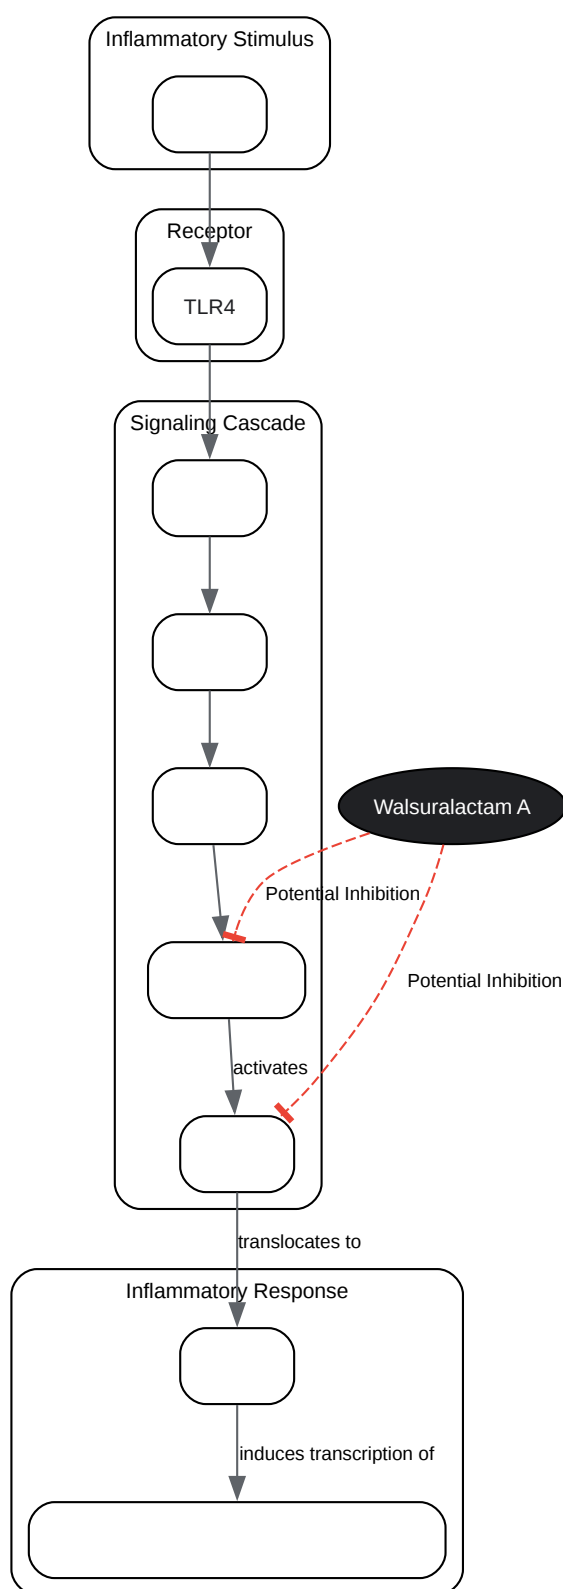 Inflammatory Stimulus
Receptor
TLR4
Signaling Cascade
Walsuralactam A
Potential Inhibition
Potential Inhibition
activates
translocates to
Inflammatory Response
induces transcription of